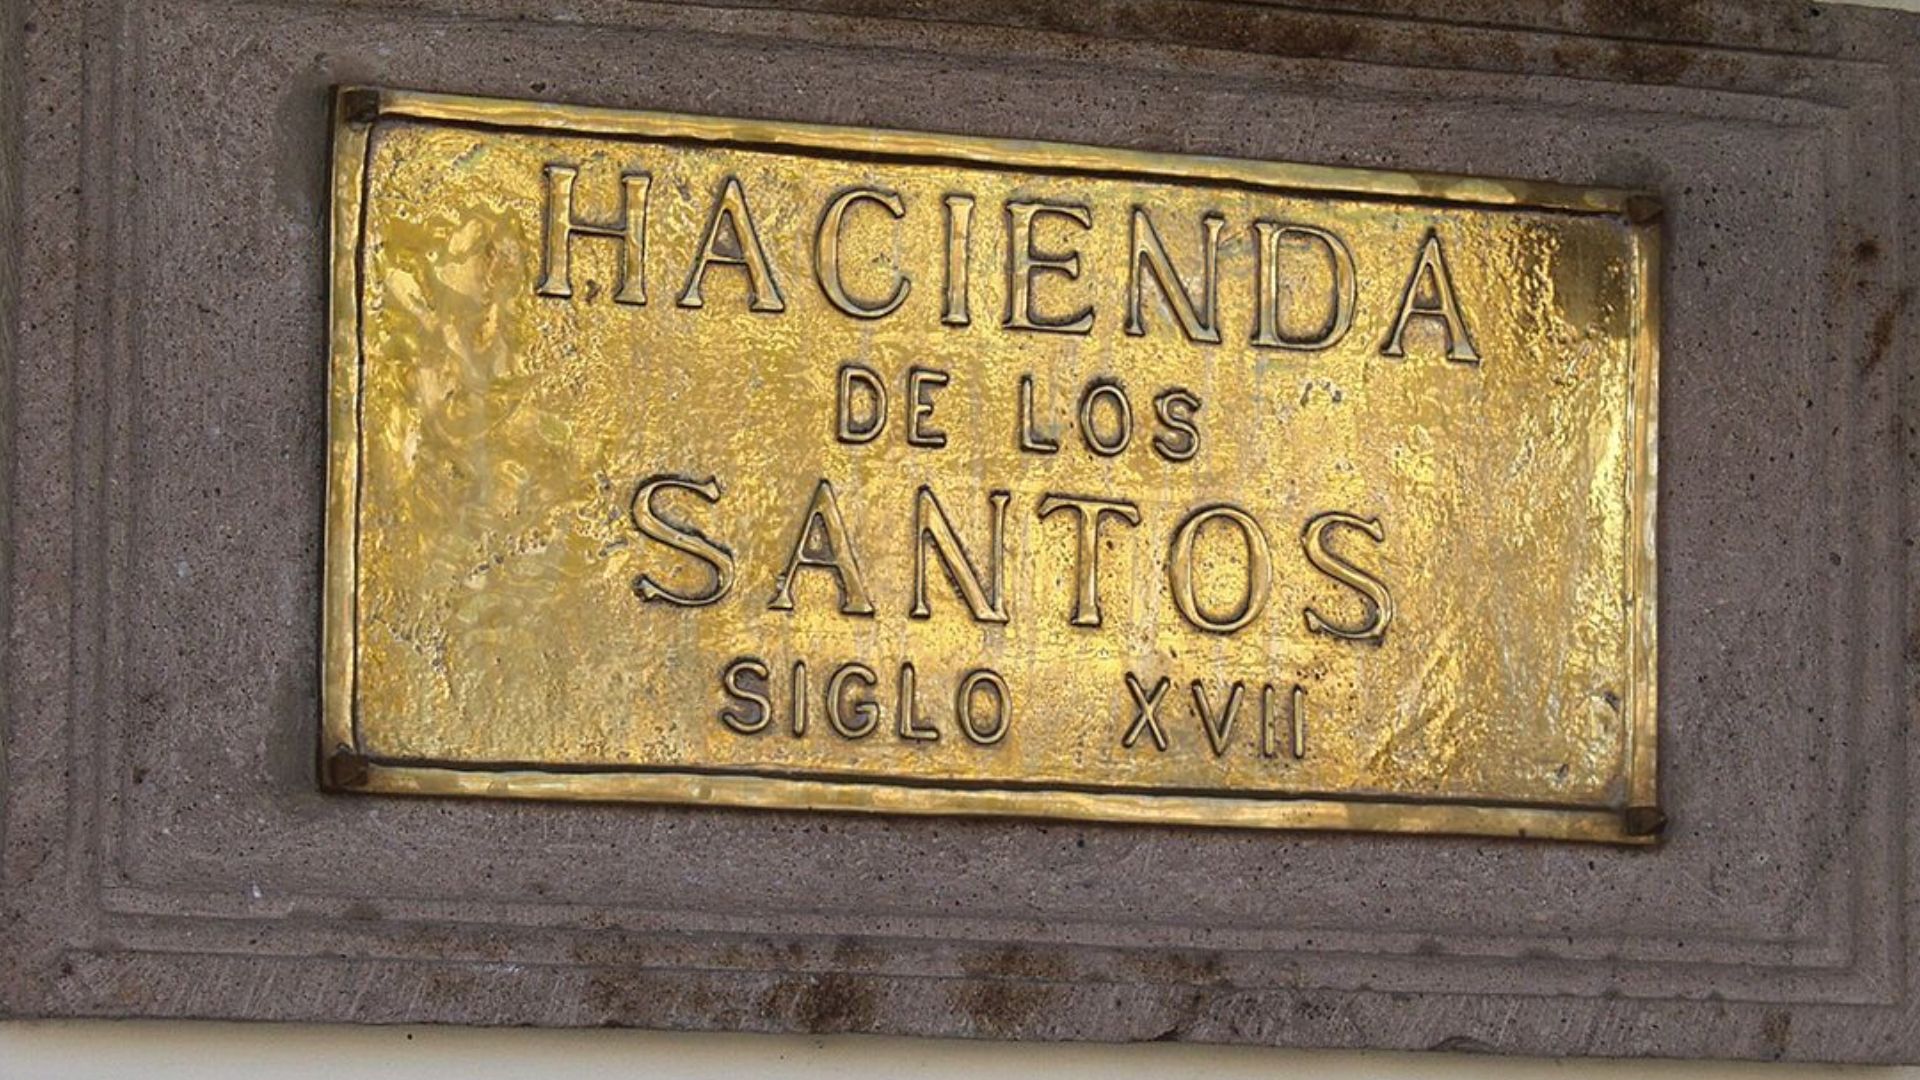 HACIENDA
DE LOS
SANTOS
SIGLO XVII